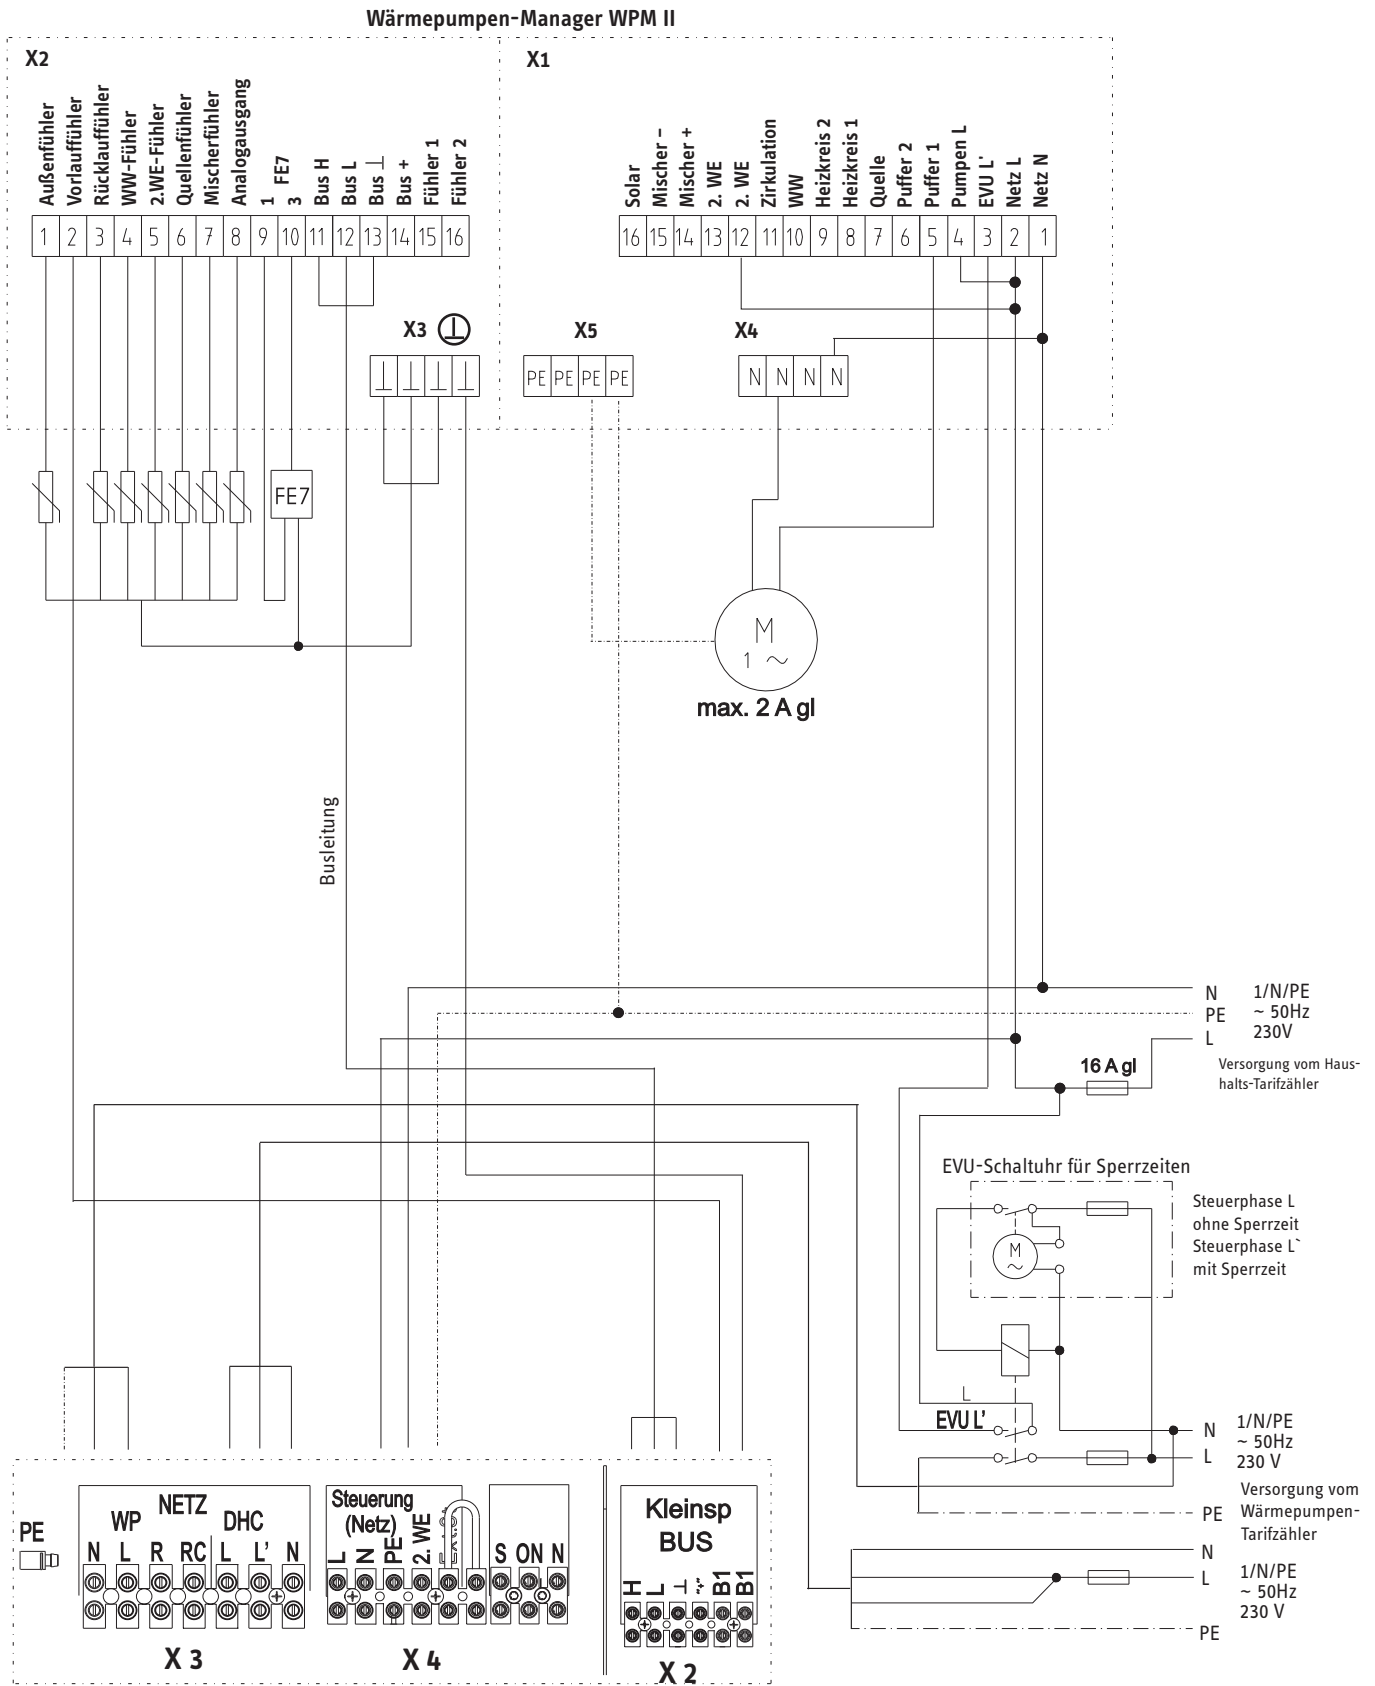 Wärmepumpen-Manager WPM II
X2
X1
Außenfühler
Vorlauffühler
Rücklauffühler
WW-Fühler
2.WE-Fühler
Quellenfühler
Mischerfühler
Analogausgang
1
FE7
3
Bus H
Bus L
Bus ⊥
Bus +
Fühler 1
Fühler 2
Solar
Mischer –
Mischer +
2. WE
2. WE
Zirkulation
WW
Heizkreis 2
Heizkreis 1
Quelle
Puffer 2
Puffer 1
Pumpen L
EVU L'
Netz L
Netz N
1 2 3 4 5 6 7 8 9 10 11 12 13 14 15 16
16 15 14 13 12 11 10 9 8 7 6 5 4 3 2 1
X3
X5
X4
PE PE PE PE
N N N N
FE7
M
1 ~
max. 2 A gl
Busleitung
N
PE
L
1/N/PE
~ 50Hz
230V
16 A gl
Versorgung vom Haus-
halts-Tarifzähler
EVU-Schaltuhr für Sperrzeiten
Steuerphase L
ohne Sperrzeit
Steuerphase L`
mit Sperrzeit
M
~
L
EVU L'
N
L
1/N/PE
~ 50Hz
230 V
Versorgung vom
Wärmepumpen-
Tarifzähler
PE
N
L
1/N/PE
~ 50Hz
230 V
PE
PE
NETZ
WP
DHC
N L R RC L L' N
X 3
Steuerung
(Netz)
L
N
PE
2. WE
S ON N
L
X 4
Kleinsp
BUS
H
L
⊥
"+"
B1
B1
X 2